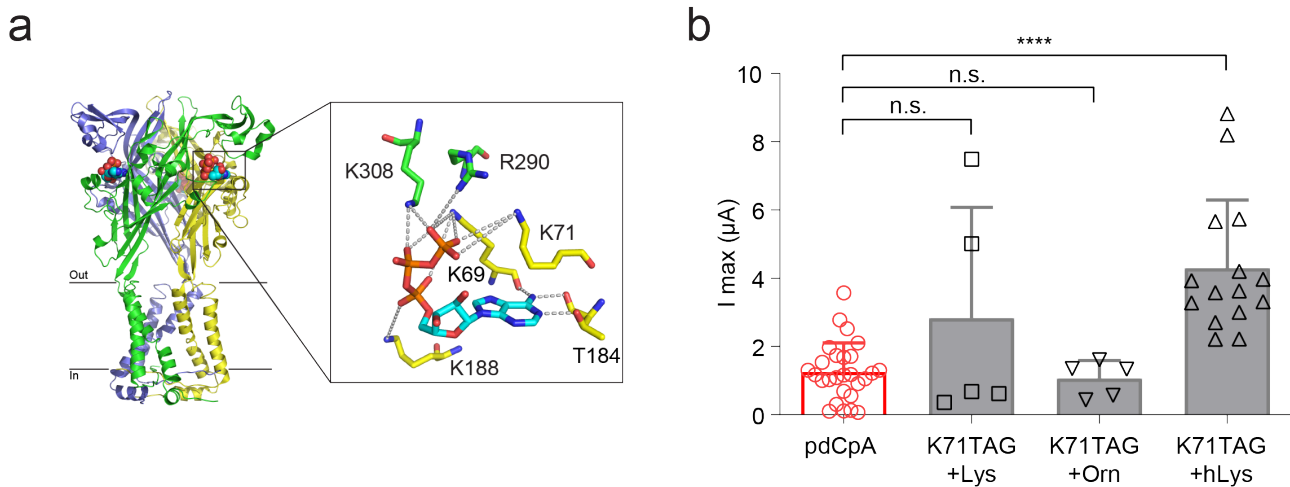 a
Out
In
K308
R290
K71
K69
T184
K188
b
****
n.s.
n.s.
I max (µA)
10
8
6
4
2
0
pdCpA
K71TAG
+Lys
K71TAG
+Orn
K71TAG
+hLys